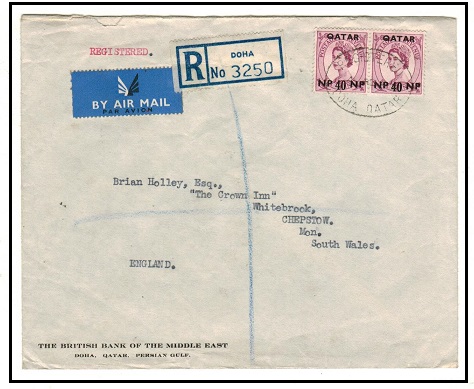 REGISTERED.
R DOHA
No 3250
BY AIR MAIL
PAR AVION
QATAR QATAR
NP 40 NP NP 40 NP
DOHA QATAR
Brian Holley, Esq.,
"The Crown Inn"
Whitebrook,
CHEPSTOW.
Mon.
South Wales.
ENGLAND.
THE BRITISH BANK OF THE MIDDLE EAST
DOHA, QATAR, PERSIAN GULF.